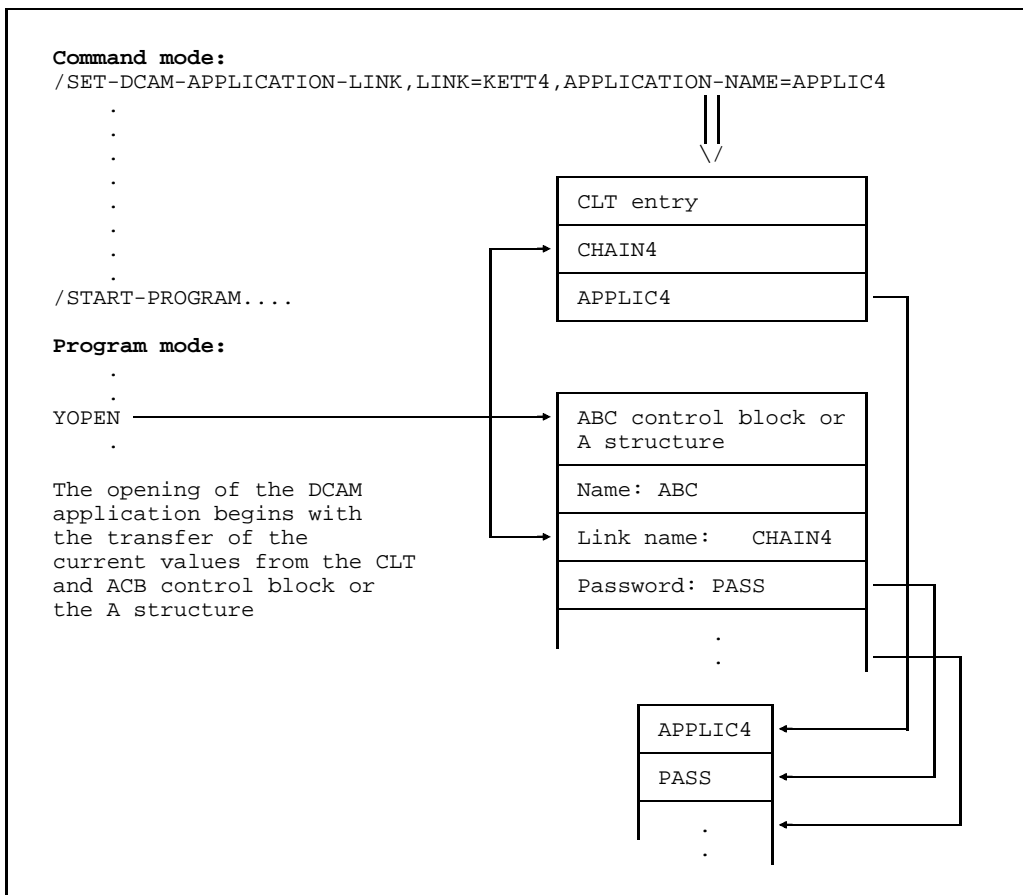 Command mode:
/SET-DCAM-APPLICATION-LINK,LINK=KETT4,APPLICATION-NAME=APPLIC4
.
.
.
.
.
.
.
.
/START-PROGRAM....
CLT entry
CHAIN4
APPLIC4
Program mode:
.
.
YOPEN
.
The opening of the DCAM
application begins with
the transfer of the
current values from the CLT
and ACB control block or
the A structure
ABC control block or
A structure
Name: ABC
Link name: CHAIN4
Password: PASS
.
.
APPLIC4
PASS
.
.